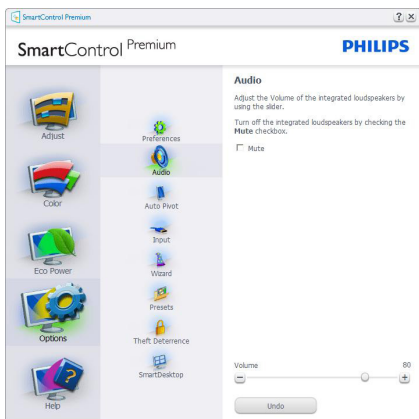 SmartControl Premium
SmartControl Premium
PHILIPS
Adjust
Color
Eco Power
Options
Help
Preferences
Audio
Auto Pivot
Input
Wizard
Presets
Theft Deterrence
SmartDesktop
Audio
Adjust the Volume of the integrated loudspeakers by
using the slider.
Turn off the integrated loudspeakers by checking the
Mute checkbox.
Mute
Volume 80
Undo